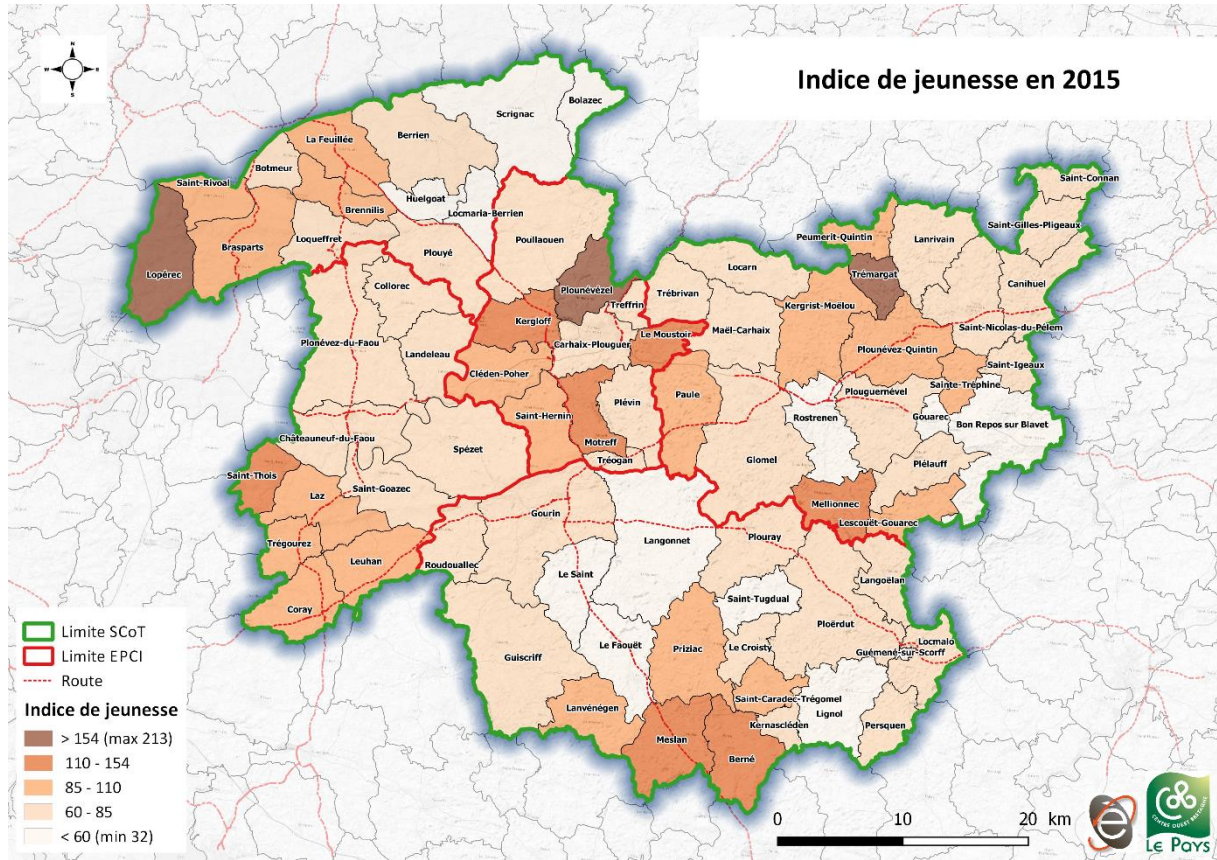 Indice de jeunesse en 2015
N
W
E
S
Bolazec
Scrignac
Berrien
La Feuillée
Botmeur
Saint-Rivoal
Huelgoat
Locmaria-Berrien
Brennilis
Poullaouen
Loqueffret
Brasparts
Plouyé
Lopérec
Collorec
Plounévézel
Treffrin
Kergloff
Carhaix-Plouguer
Le Moustoir
Plonévez-du-Faou
Landeleau
Cléden-Poher
Saint-Hernin
Plévin
Motreff
Tréogan
Spézet
Châteauneuf-du-Faou
Saint-Thois
Laz
Saint-Goazec
Trégourez
Leuhan
Coray
Saint-Connan
Saint-Gilles-Pligeaux
Peumerit-Quintin
Lanrivain
Trémargat
Locarn
Trébrivan
Canihuel
Kergrist-Moëlou
Maël-Carhaix
Saint-Nicolas-du-Pélem
Plounévez-Quintin
Saint-Igeaux
Sainte-Tréphine
Plouguernével
Paule
Rostrenen
Gouarec
Bon Repos sur Blavet
Glomel
Plélauff
Mellionnec
Lescouët-Gouarec
Gourin
Langonnet
Plouray
Roudouallec
Le Saint
Langoëlan
Saint-Tugdual
Ploërdut
Le Faouët
Priziac
Le Croisty
Locmalo
Guémené-sur-Scorff
Guiscriff
Saint-Caradec-Trégomel
Lanvénégen
Kernascléden
Lignol
Persquen
Meslan
Berné
Limite SCoT
Limite EPCI
Route
Indice de jeunesse
> 154 (max 213)
110 - 154
85 - 110
60 - 85
< 60 (min 32)
0 10 20 km
CENTRE OUEST BRETAGNE
LE PAYS